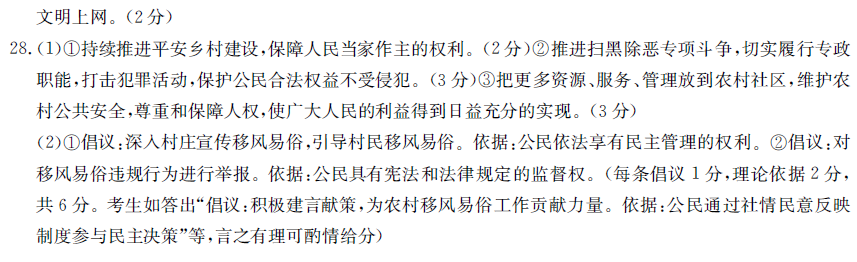 文明上网。(2分)
28.(1)①持续推进平安乡村建设,保障人民当家作主的权利。(2分)②推进扫黑除恶专项斗争,切实履行专政
职能,打击犯罪活动,保护公民合法权益不受侵犯。(3分)③把更多资源、服务、管理放到农村社区,维护农
村公共安全,尊重和保障人权,使广大人民的利益得到日益充分的实现。(3分)
(2)①倡议:深入村庄宣传移风易俗,引导村民移风易俗。依据:公民依法享有民主管理的权利。②倡议:对
移风易俗违规行为进行举报。依据:公民具有宪法和法律规定的监督权。(每条倡议1分,理论依据2分,
共6分。考生如答出“倡议:积极建言献策,为农村移风易俗工作贡献力量。依据:公民通过社情民意反映
制度参与民主决策”等,言之有理可酌情给分)